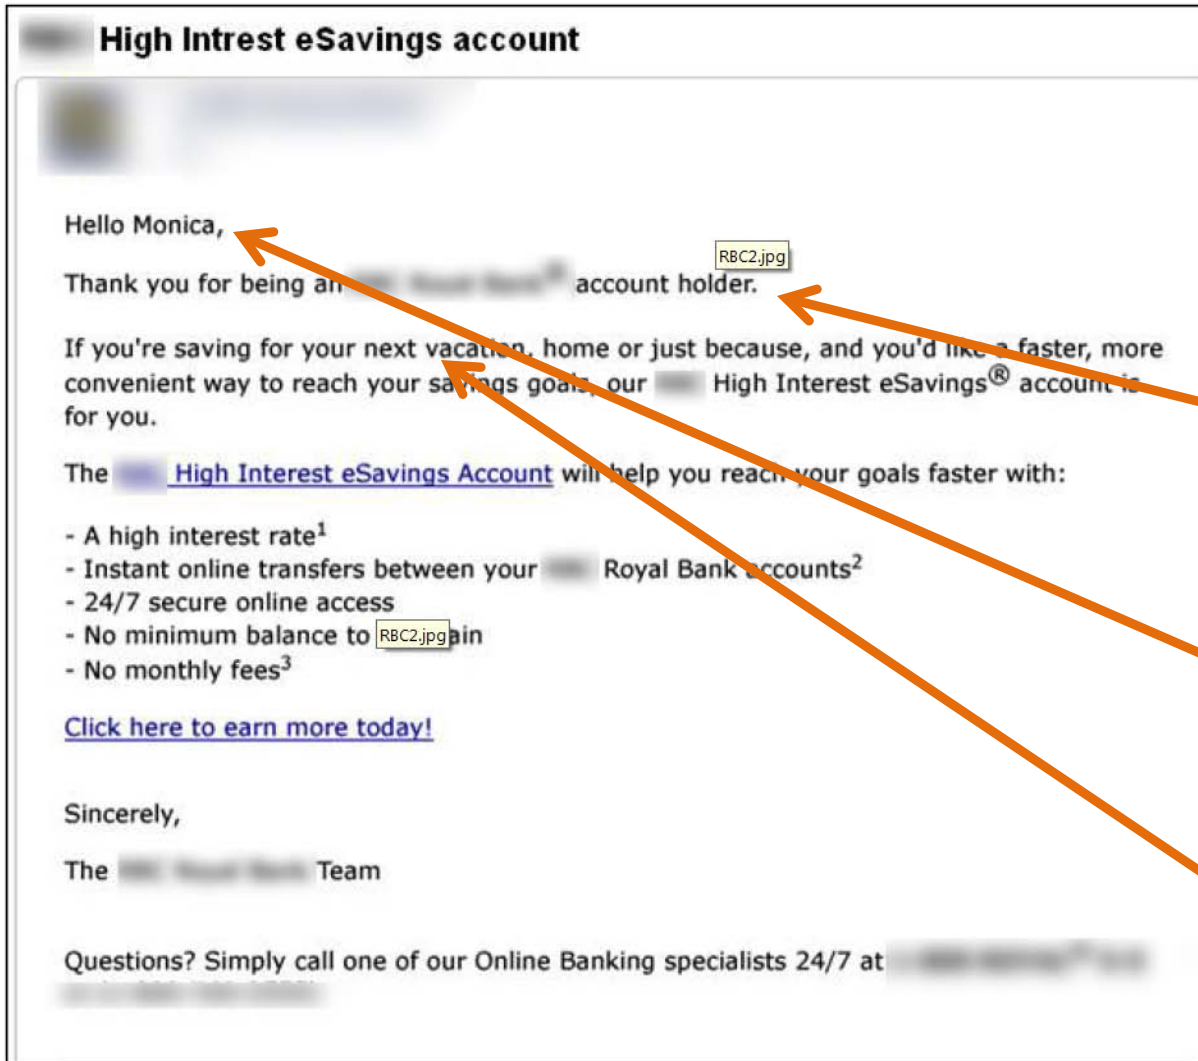 High Intrest eSavings account
Hello Monica,
RBC2.jpg
Thank you for being an account holder.
If you're saving for your next vacation, home or just because, and you'd like a faster, more
convenient way to reach your savings goals, our High Interest eSavings® account is
for you.
The High Interest eSavings Account will help you reach your goals faster with:
- A high interest rate1
- Instant online transfers between your Royal Bank accounts2
- 24/7 secure online access
- No minimum balance to RBC2.jpg ain
- No monthly fees3
Click here to earn more today!
Sincerely,
The Team
Questions? Simply call one of our Online Banking specialists 24/7 at